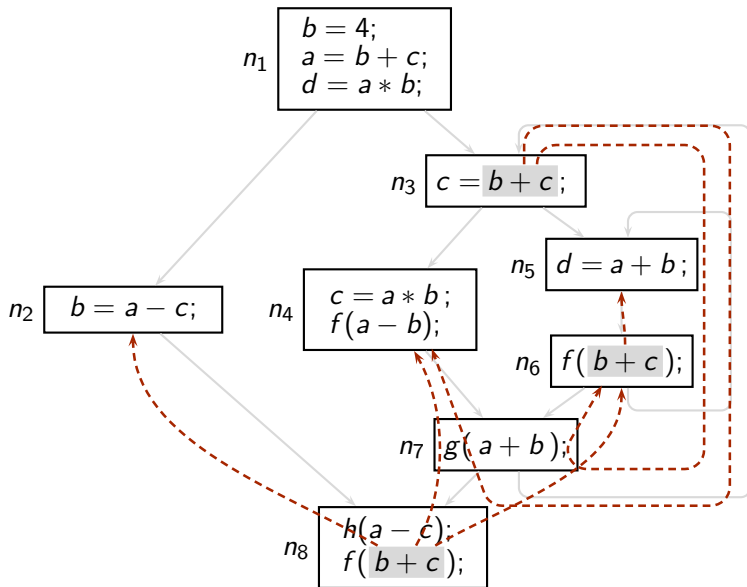 n1
b = 4;
a = b + c;
d = a ∗ b;
n3
c = b + c ;
n5
d = a + b ;
n2
b = a − c;
n4
c = a ∗ b ;
f(a − b);
n6
f( b + c );
n7
g( a + b );
n8
h(a − c);
f( b + c );